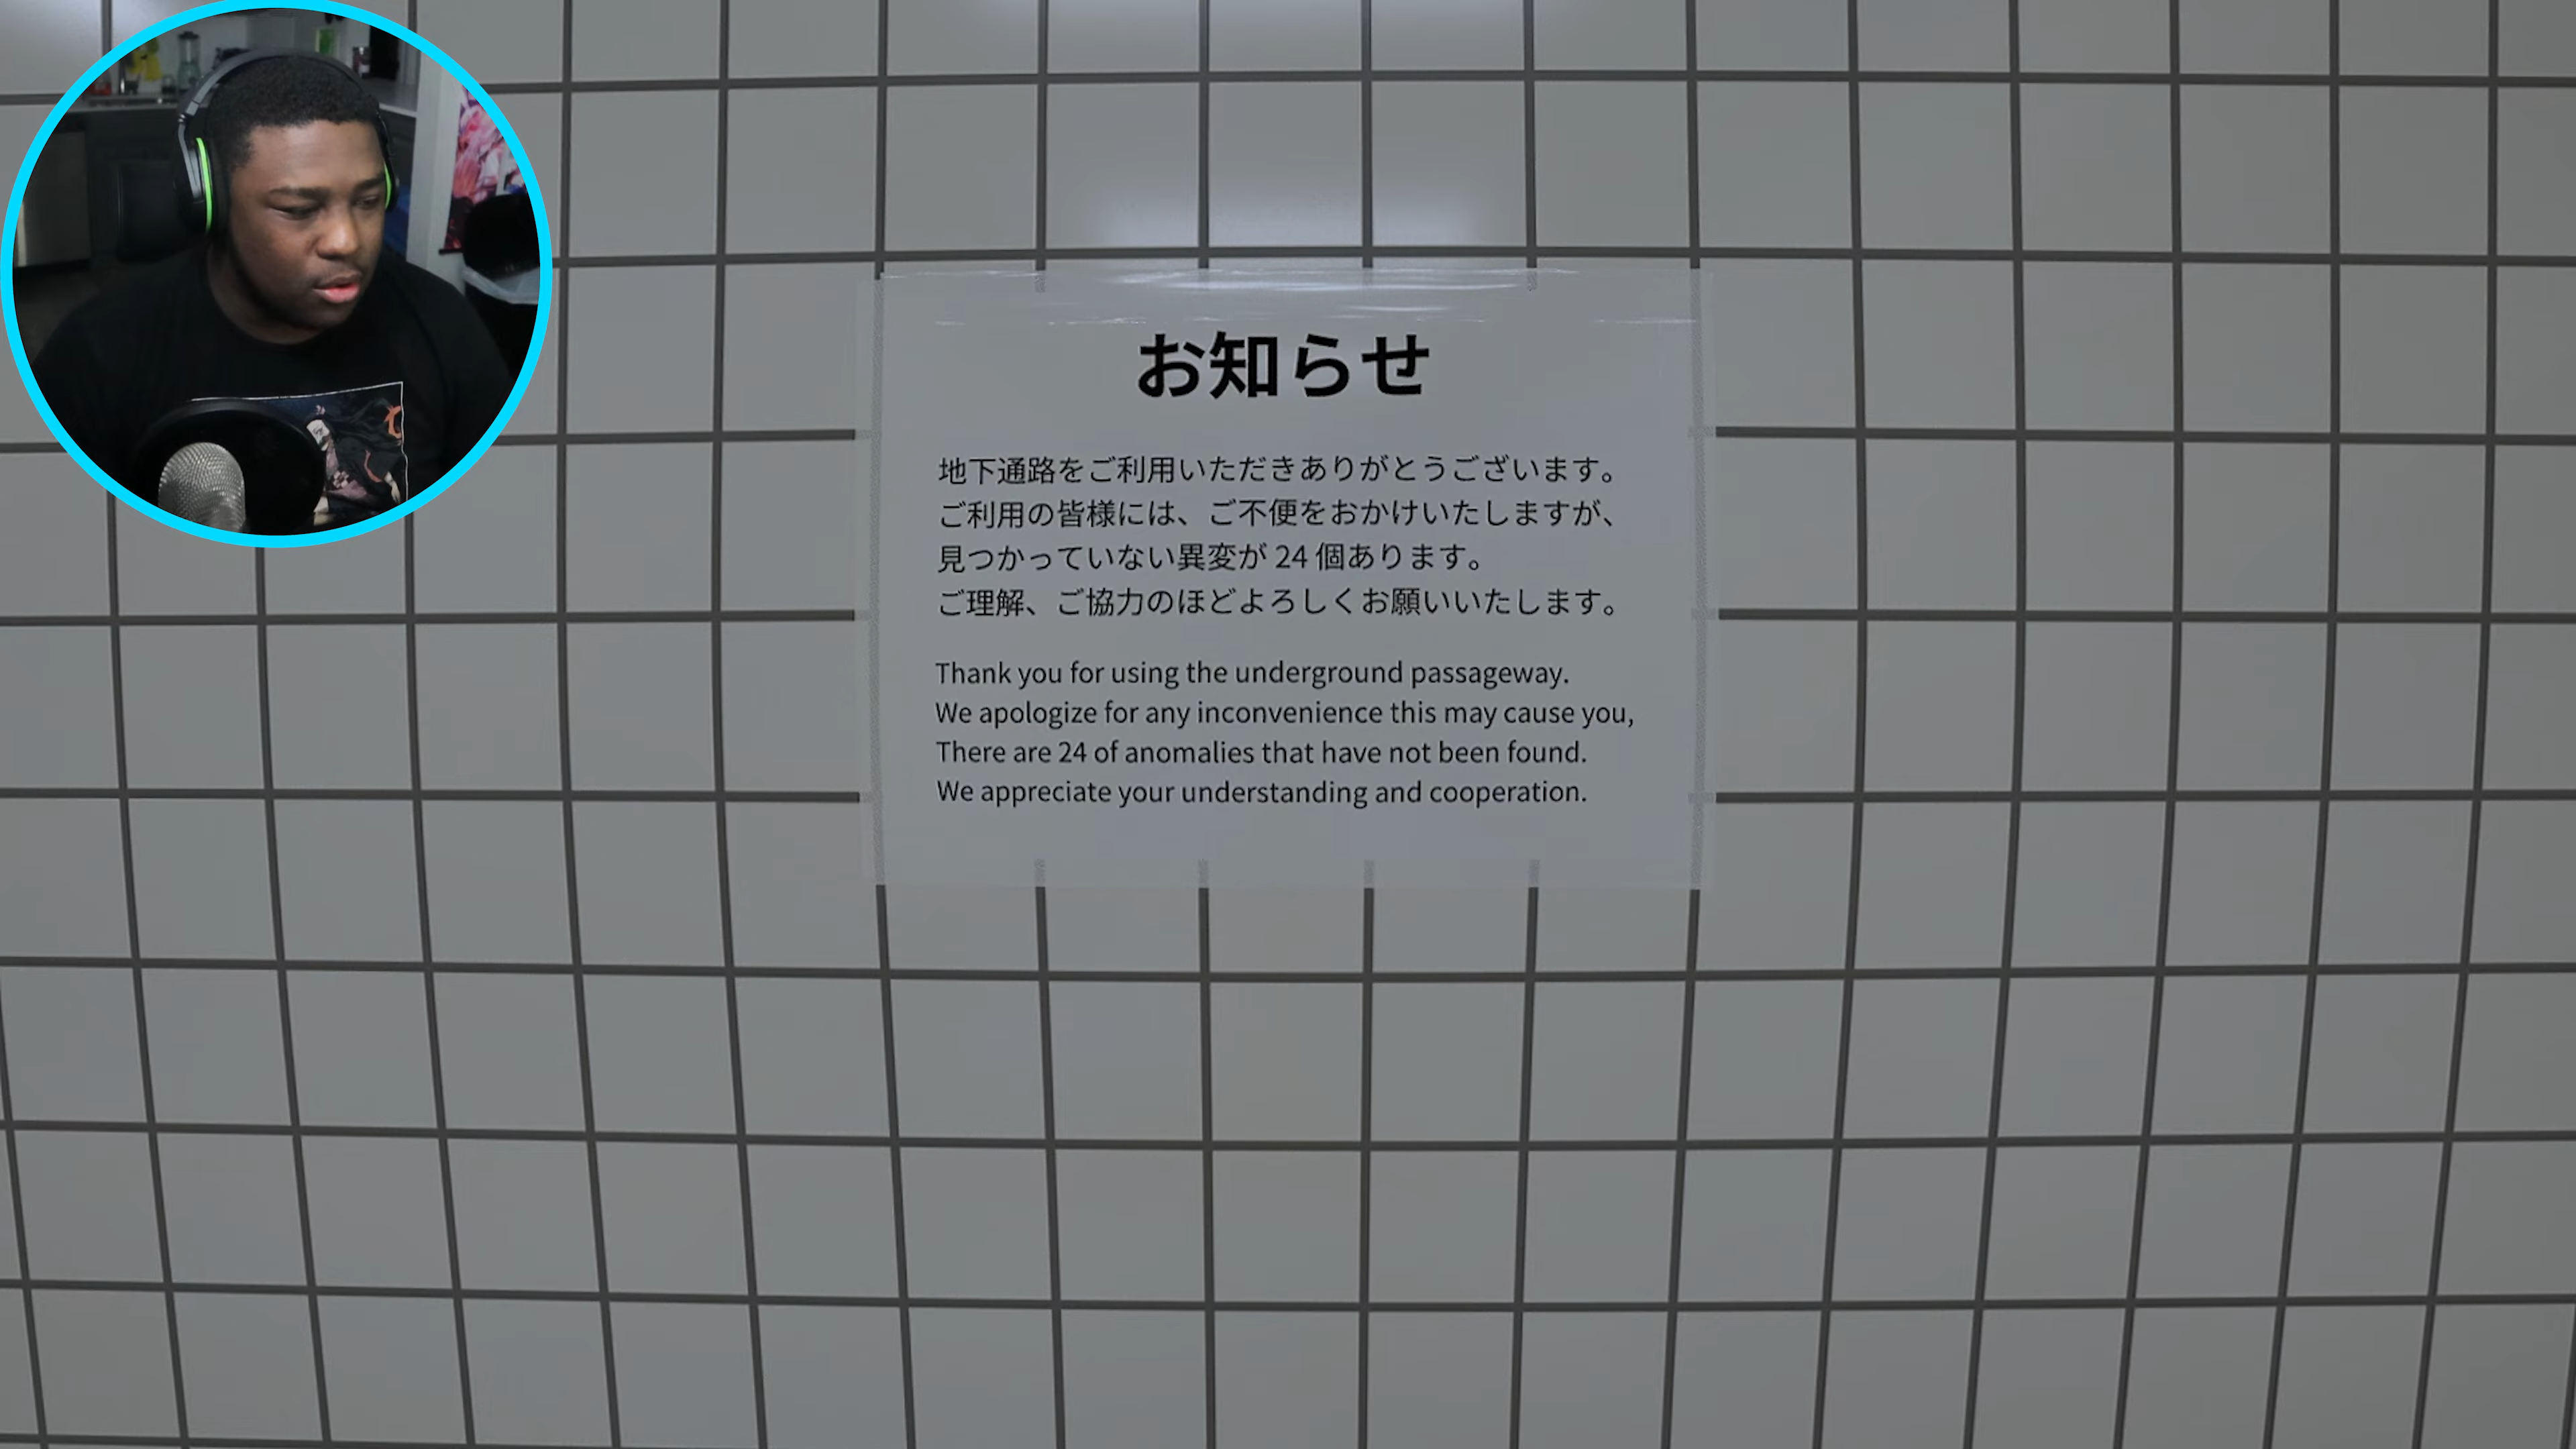 お知らせ
地下通路をご利用いただきありがとうございます。
ご利用の皆様には、ご不便をおかけいたしますが、
見つかっていない異変が 24 個あります。
ご理解、ご協力のほどよろしくお願いいたします。
Thank you for using the underground passageway.
We apologize for any inconvenience this may cause you,
There are 24 of anomalies that have not been found.
We appreciate your understanding and cooperation.